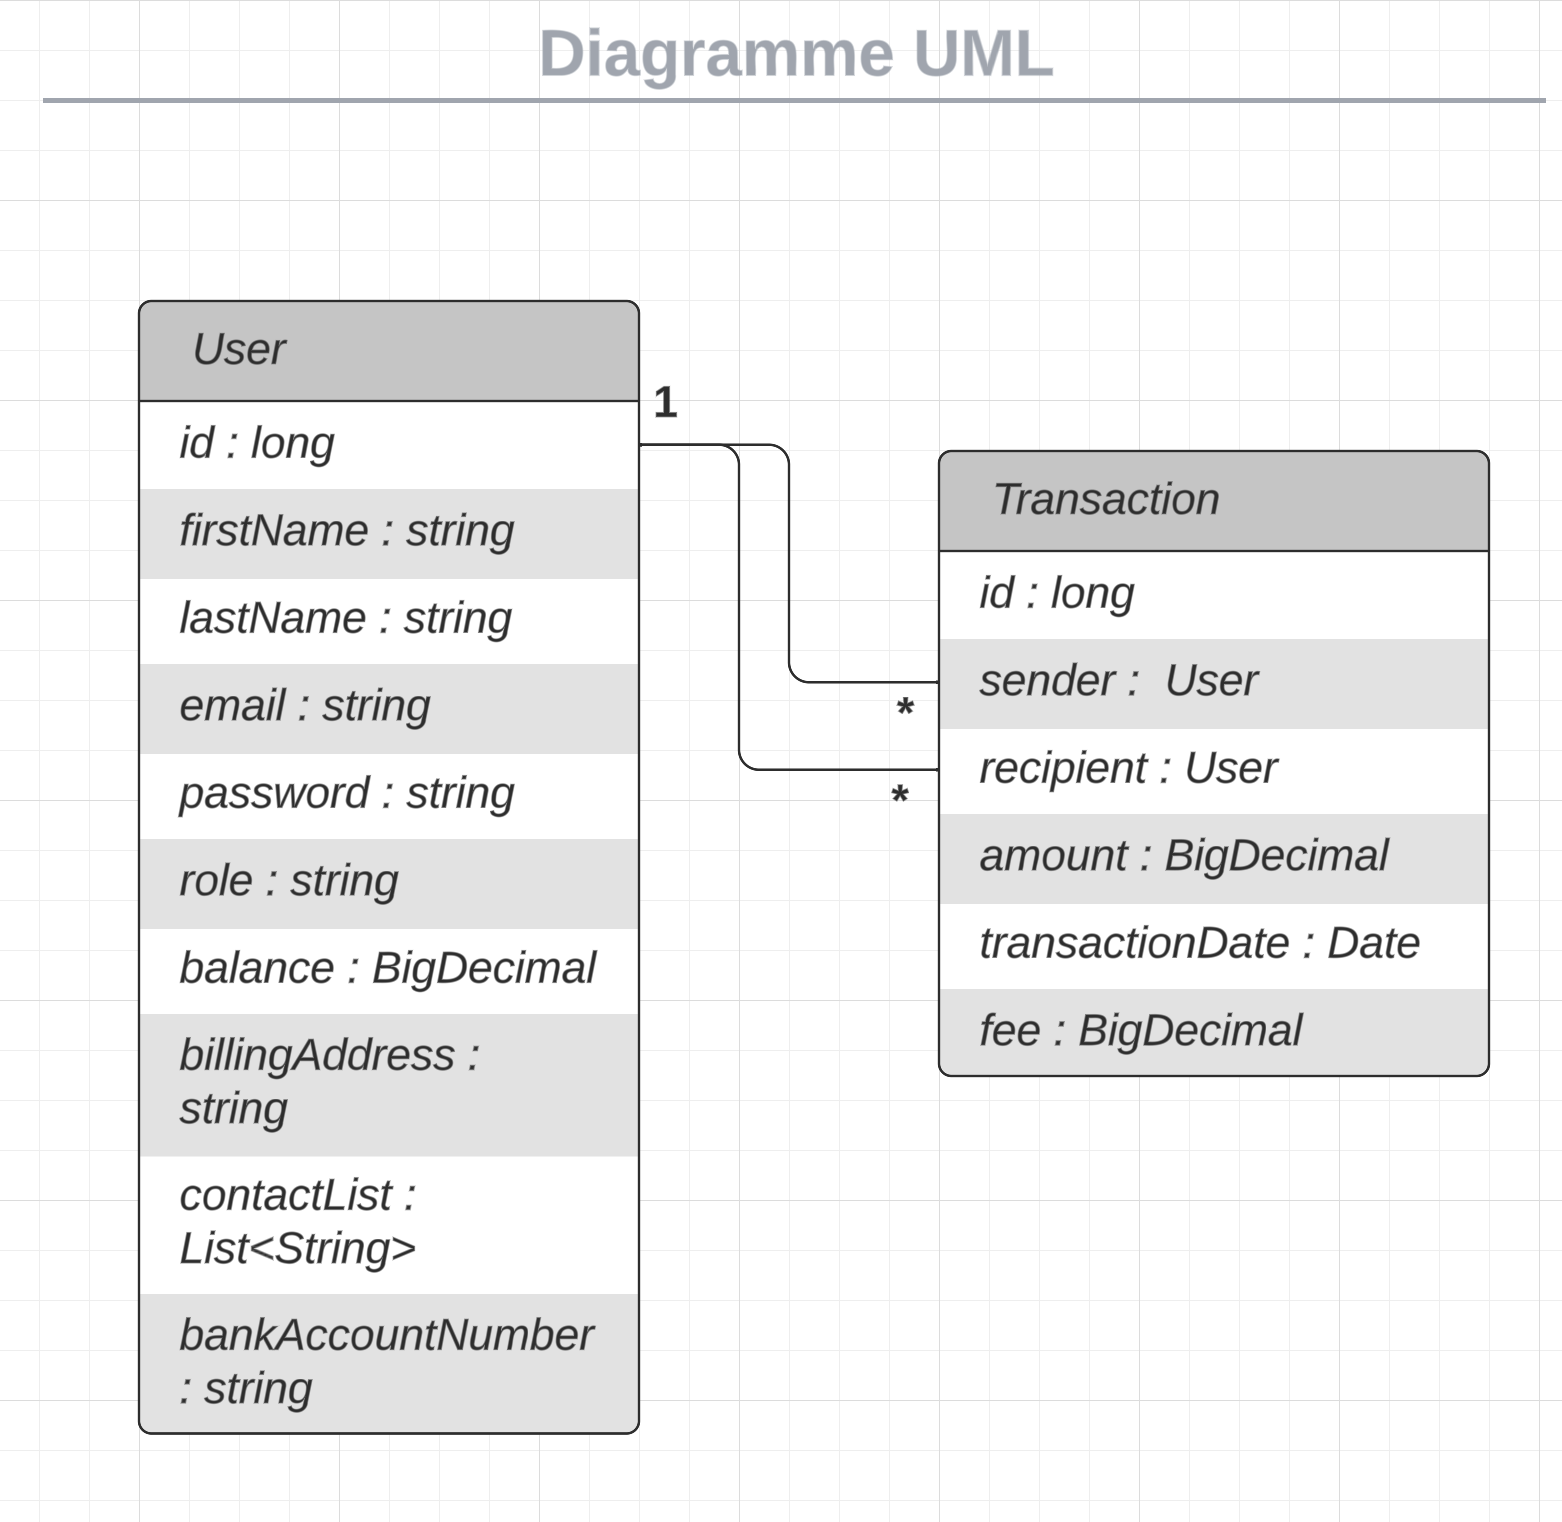 Diagramme UML
User
1
id : long
firstName : string
lastName : string
email : string
password : string
role : string
balance : BigDecimal
billingAddress :
string
contactList :
List<String>
bankAccountNumber
: string
*
*
Transaction
id : long
sender :  User
recipient : User
amount : BigDecimal
transactionDate : Date
fee : BigDecimal